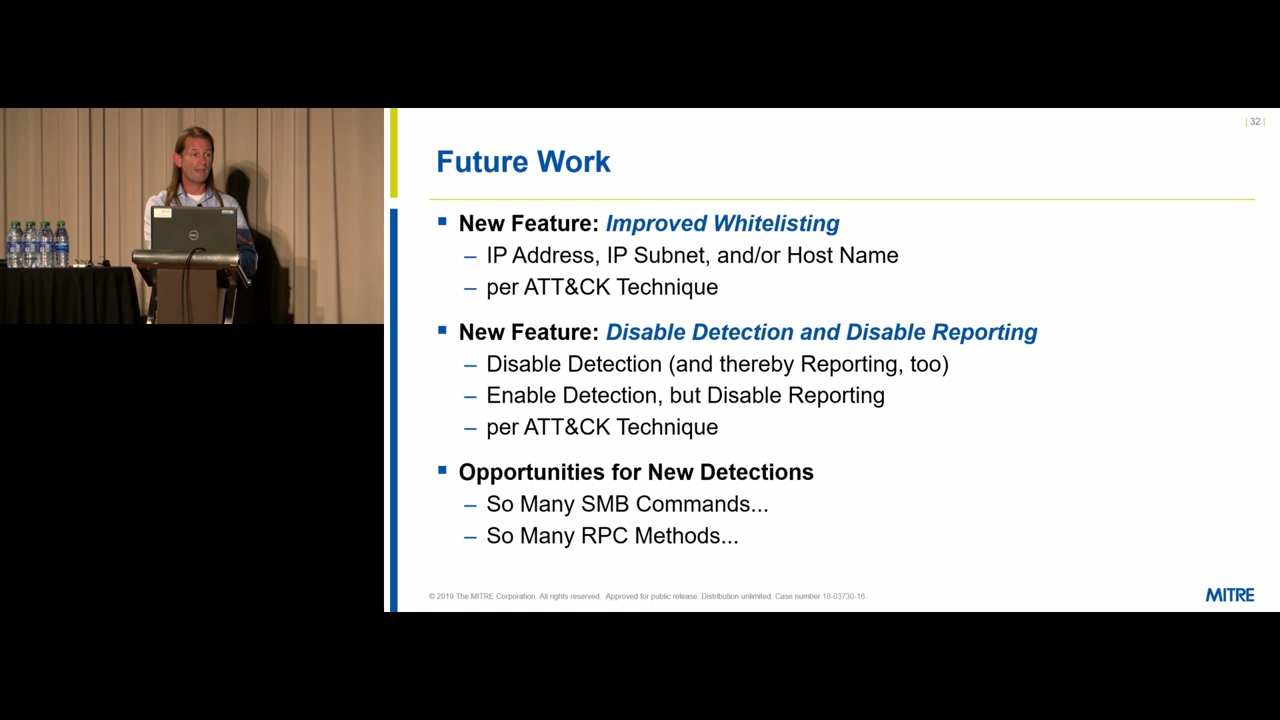 | 32 |
Future Work
New Feature: Improved Whitelisting
– IP Address, IP Subnet, and/or Host Name
– per ATT&CK Technique
New Feature: Disable Detection and Disable Reporting
– Disable Detection (and thereby Reporting, too)
– Enable Detection, but Disable Reporting
– per ATT&CK Technique
Opportunities for New Detections
– So Many SMB Commands...
– So Many RPC Methods...
© 2019 The MITRE Corporation. All rights reserved. Approved for public release. Distribution unlimited. Case number 18-03730-16.
MITRE